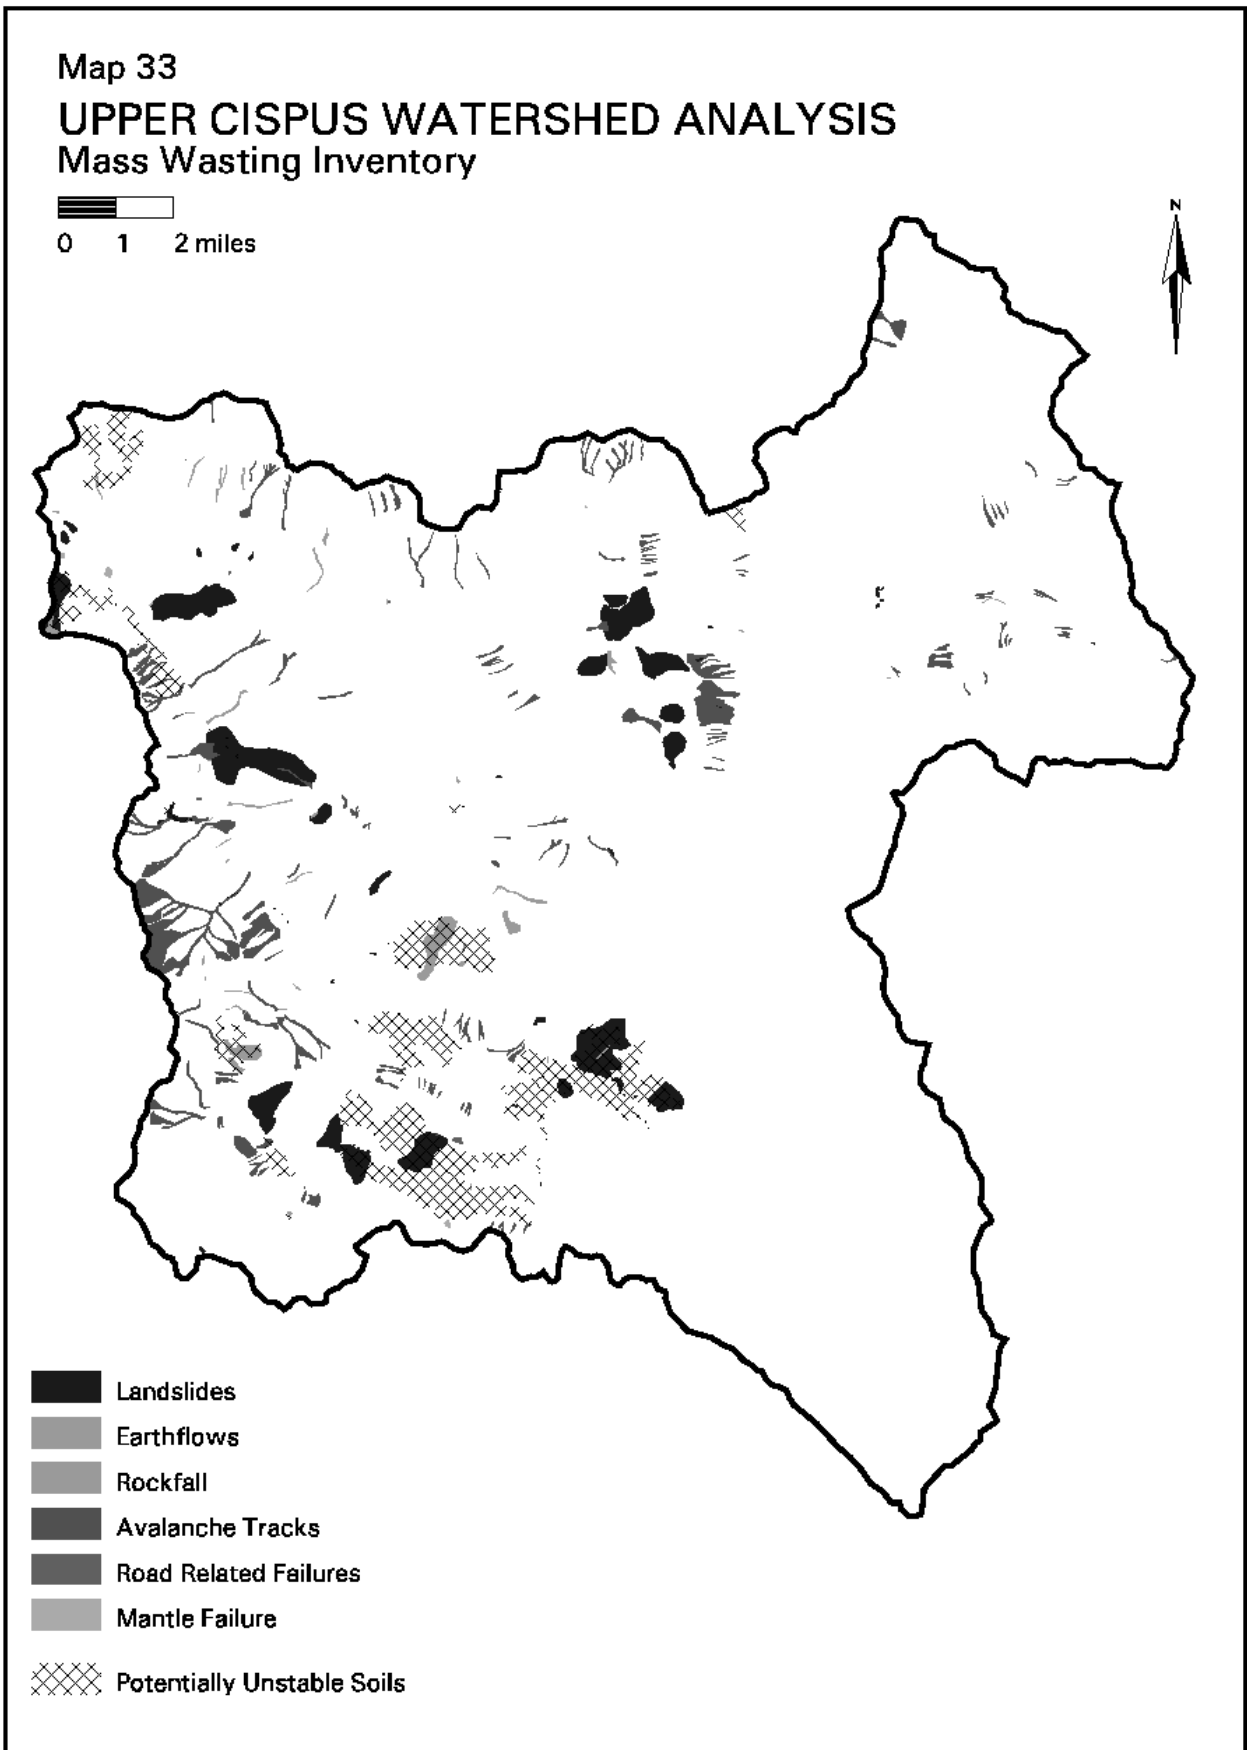 Map 33
UPPER CISPUS WATERSHED ANALYSIS
Mass Wasting Inventory
0 1 2 miles
N
Landslides
Earthflows
Rockfall
Avalanche Tracks
Road Related Failures
Mantle Failure
Potentially Unstable Soils